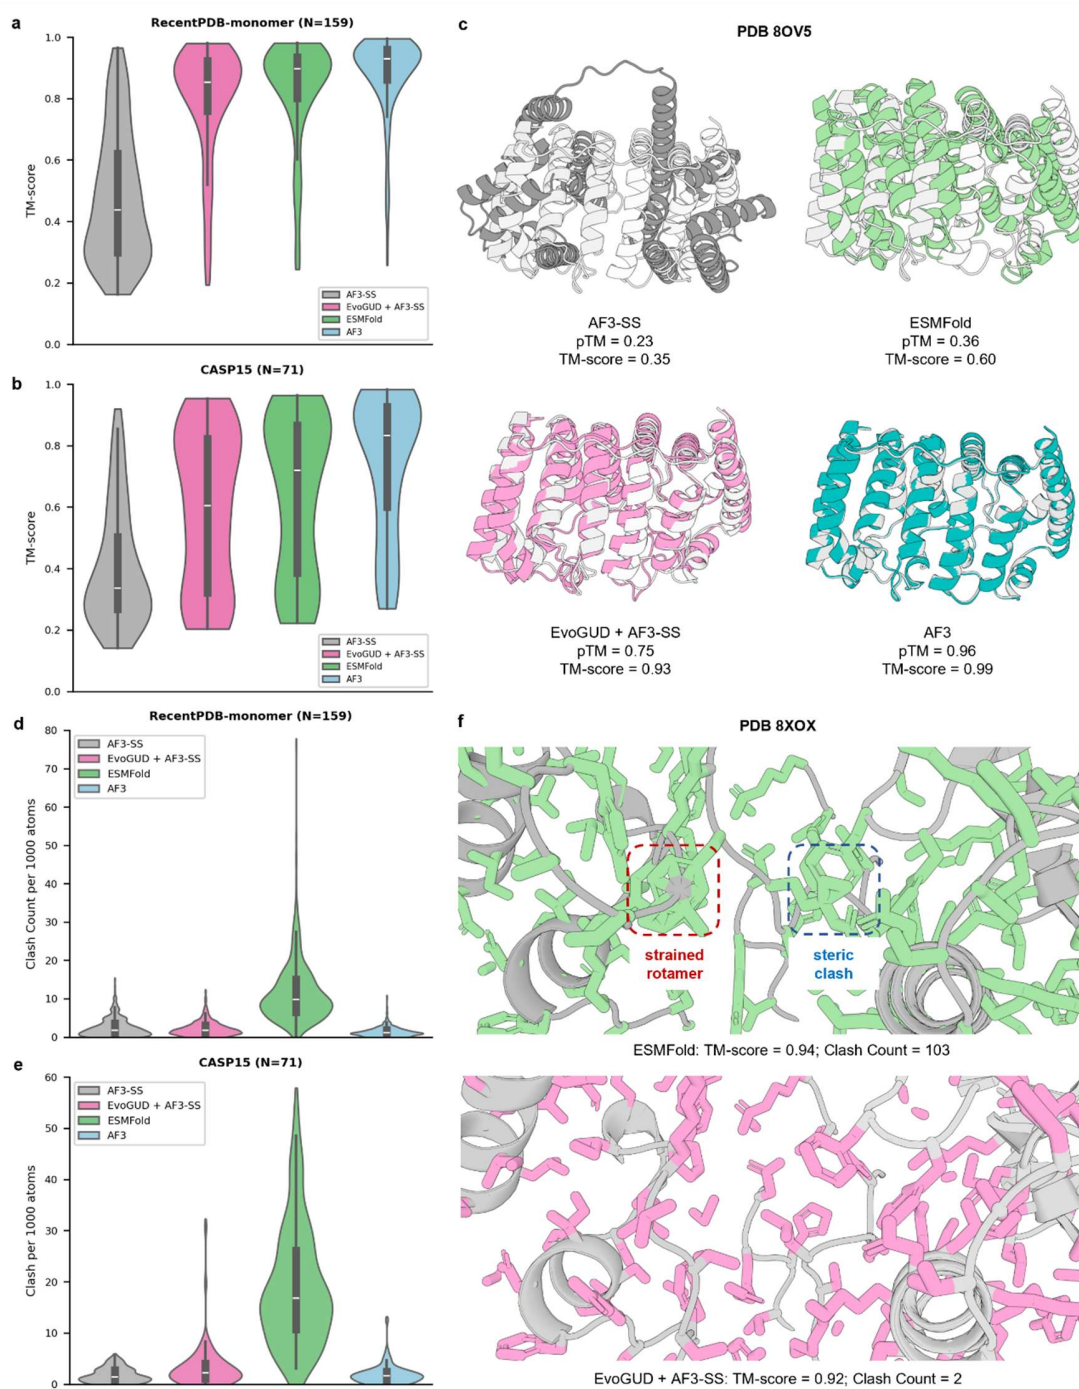 a
RecentPDB-monomer (N=159)
1.0
0.8
0.6
0.4
0.2
0.0
TM-score
AF3-SS
EvoGUD + AF3-SS
ESMFold
AF3
b
CASP15 (N=71)
1.0
0.8
0.6
0.4
0.2
0.0
TM-score
AF3-SS
EvoGUD + AF3-SS
ESMFold
AF3
c
PDB 8OV5
AF3-SS
pTM = 0.23
TM-score = 0.35
ESMFold
pTM = 0.36
TM-score = 0.60
EvoGUD + AF3-SS
pTM = 0.75
TM-score = 0.93
AF3
pTM = 0.96
TM-score = 0.99
d
RecentPDB-monomer (N=159)
80
70
60
50
40
30
20
10
0
Clash Count per 1000 atoms
AF3-SS
EvoGUD + AF3-SS
ESMFold
AF3
e
CASP15 (N=71)
60
50
40
30
20
10
0
Clash per 1000 atoms
AF3-SS
EvoGUD + AF3-SS
ESMFold
AF3
f
PDB 8XOX
strained
rotamer
steric
clash
ESMFold: TM-score = 0.94; Clash Count = 103
EvoGUD + AF3-SS: TM-score = 0.92; Clash Count = 2